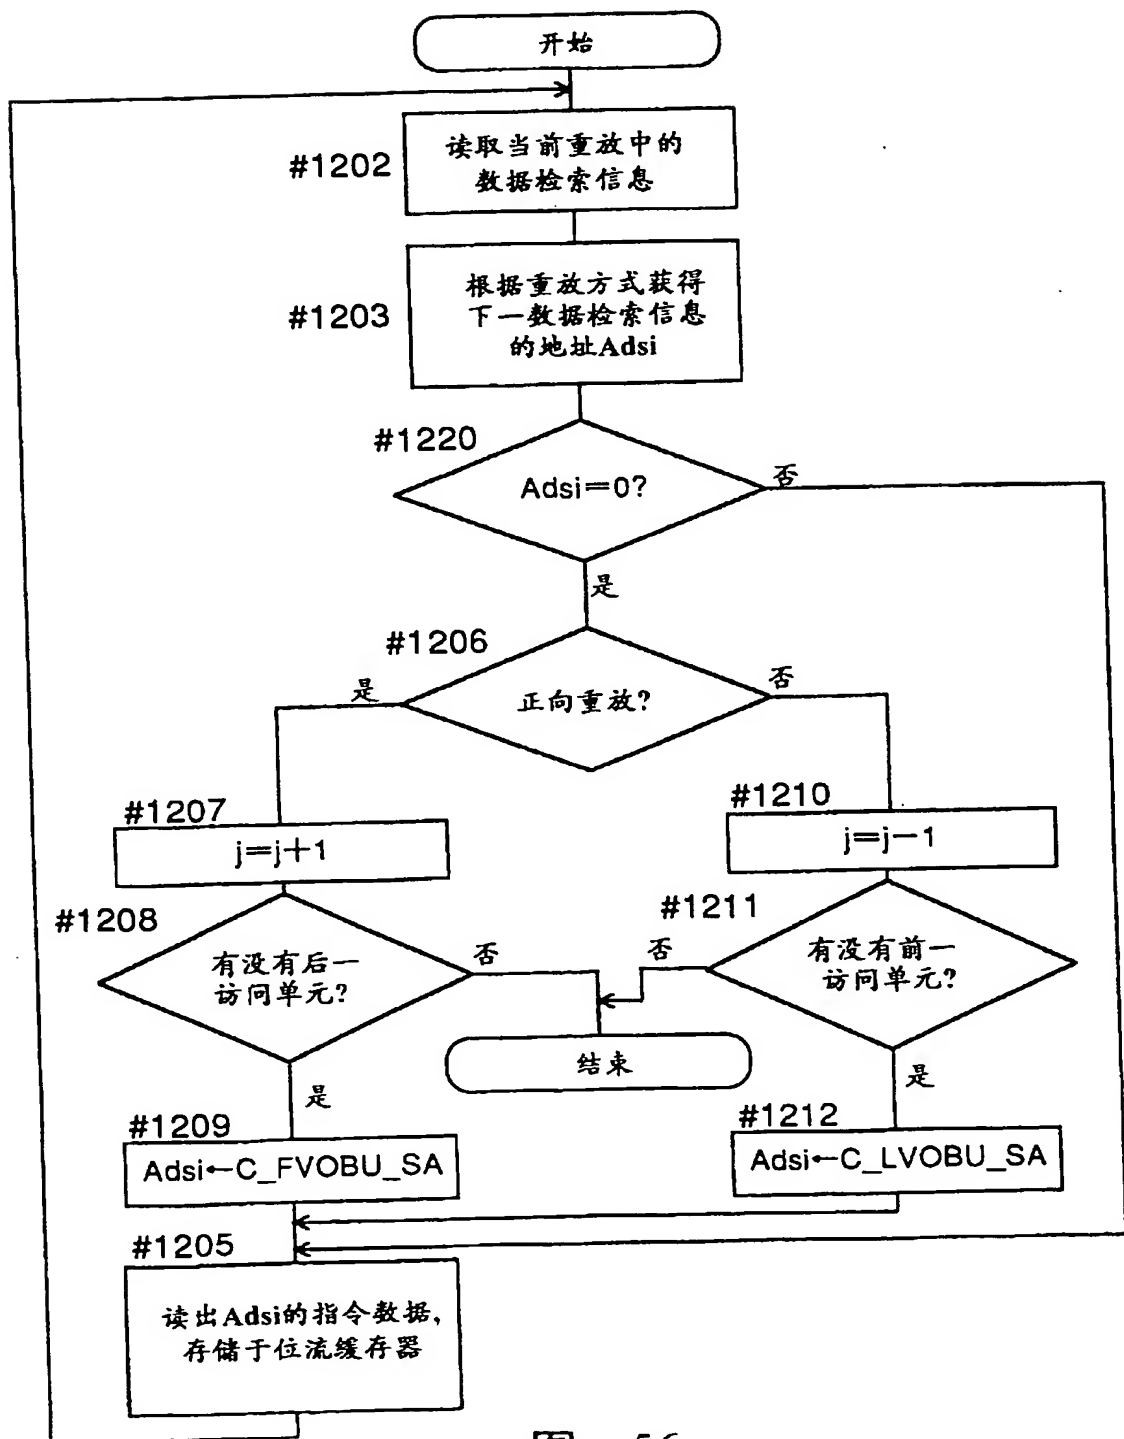 开始
#1202
读取当前重放中的
数据检索信息
#1203
根据重放方式获得
下一数据检索信息
的地址Adsi
#1220
Adsi=0?
否
是
#1206
正向重放?
是
否
#1207
j=j+1
#1210
j=j-1
#1208
有没有后一
访问单元?
否
#1211
有没有前一
访问单元?
否
结束
是
是
#1209
Adsi←C_FVOBU_SA
#1212
Adsi←C_LVOBU_SA
#1205
读出Adsi的指令数据,
存储于位流缓存器